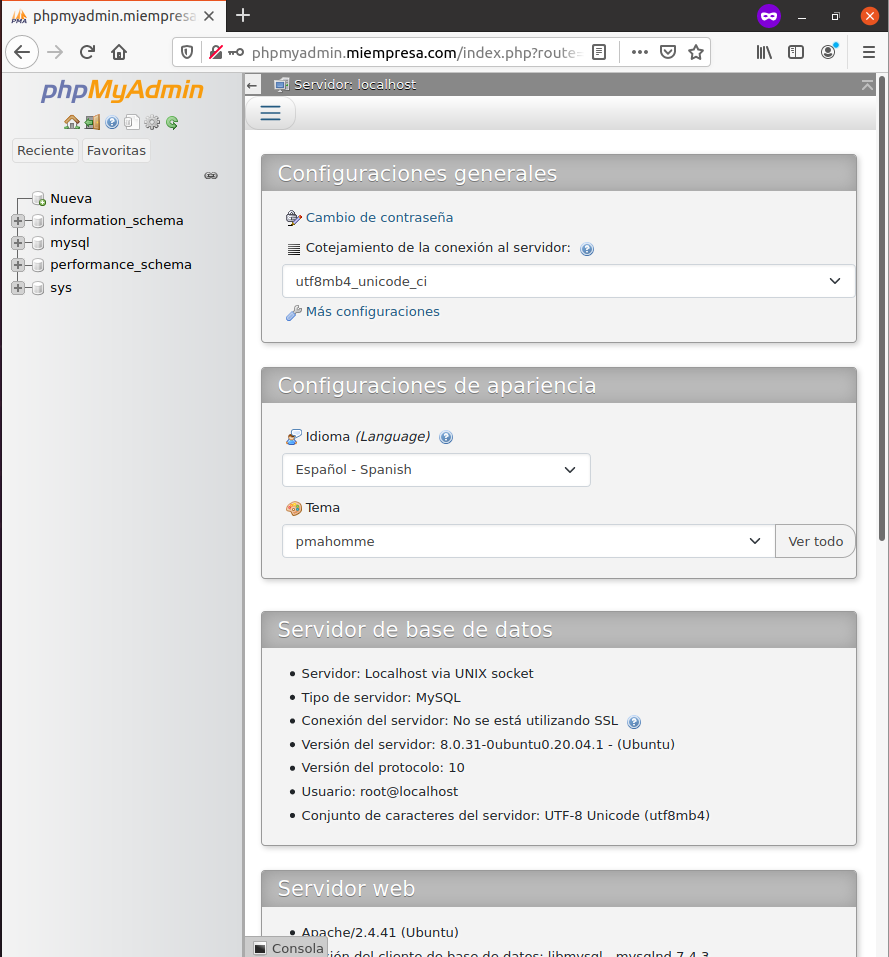 phpmyadmin.miempresa
phpmyadmin.miempresa.com/index.php?route=
phpMyAdmin
Reciente Favoritas
Nueva
information_schema
mysql
performance_schema
sys
Servidor: localhost
Configuraciones generales
Cambio de contraseña
Cotejamiento de la conexión al servidor:
utf8mb4_unicode_ci
Más configuraciones
Configuraciones de apariencia
Idioma (Language)
Español - Spanish
Tema
pmahomme
Ver todo
Servidor de base de datos
Servidor: Localhost via UNIX socket
Tipo de servidor: MySQL
Conexión del servidor: No se está utilizando SSL
Versión del servidor: 8.0.31-0ubuntu0.20.04.1 - (Ubuntu)
Versión del protocolo: 10
Usuario: root@localhost
Conjunto de caracteres del servidor: UTF-8 Unicode (utf8mb4)
Servidor web
Apache/2.4.41 (Ubuntu)
del cliente de base de datos: libmysql - mysqlnd 7.4.3
Consola